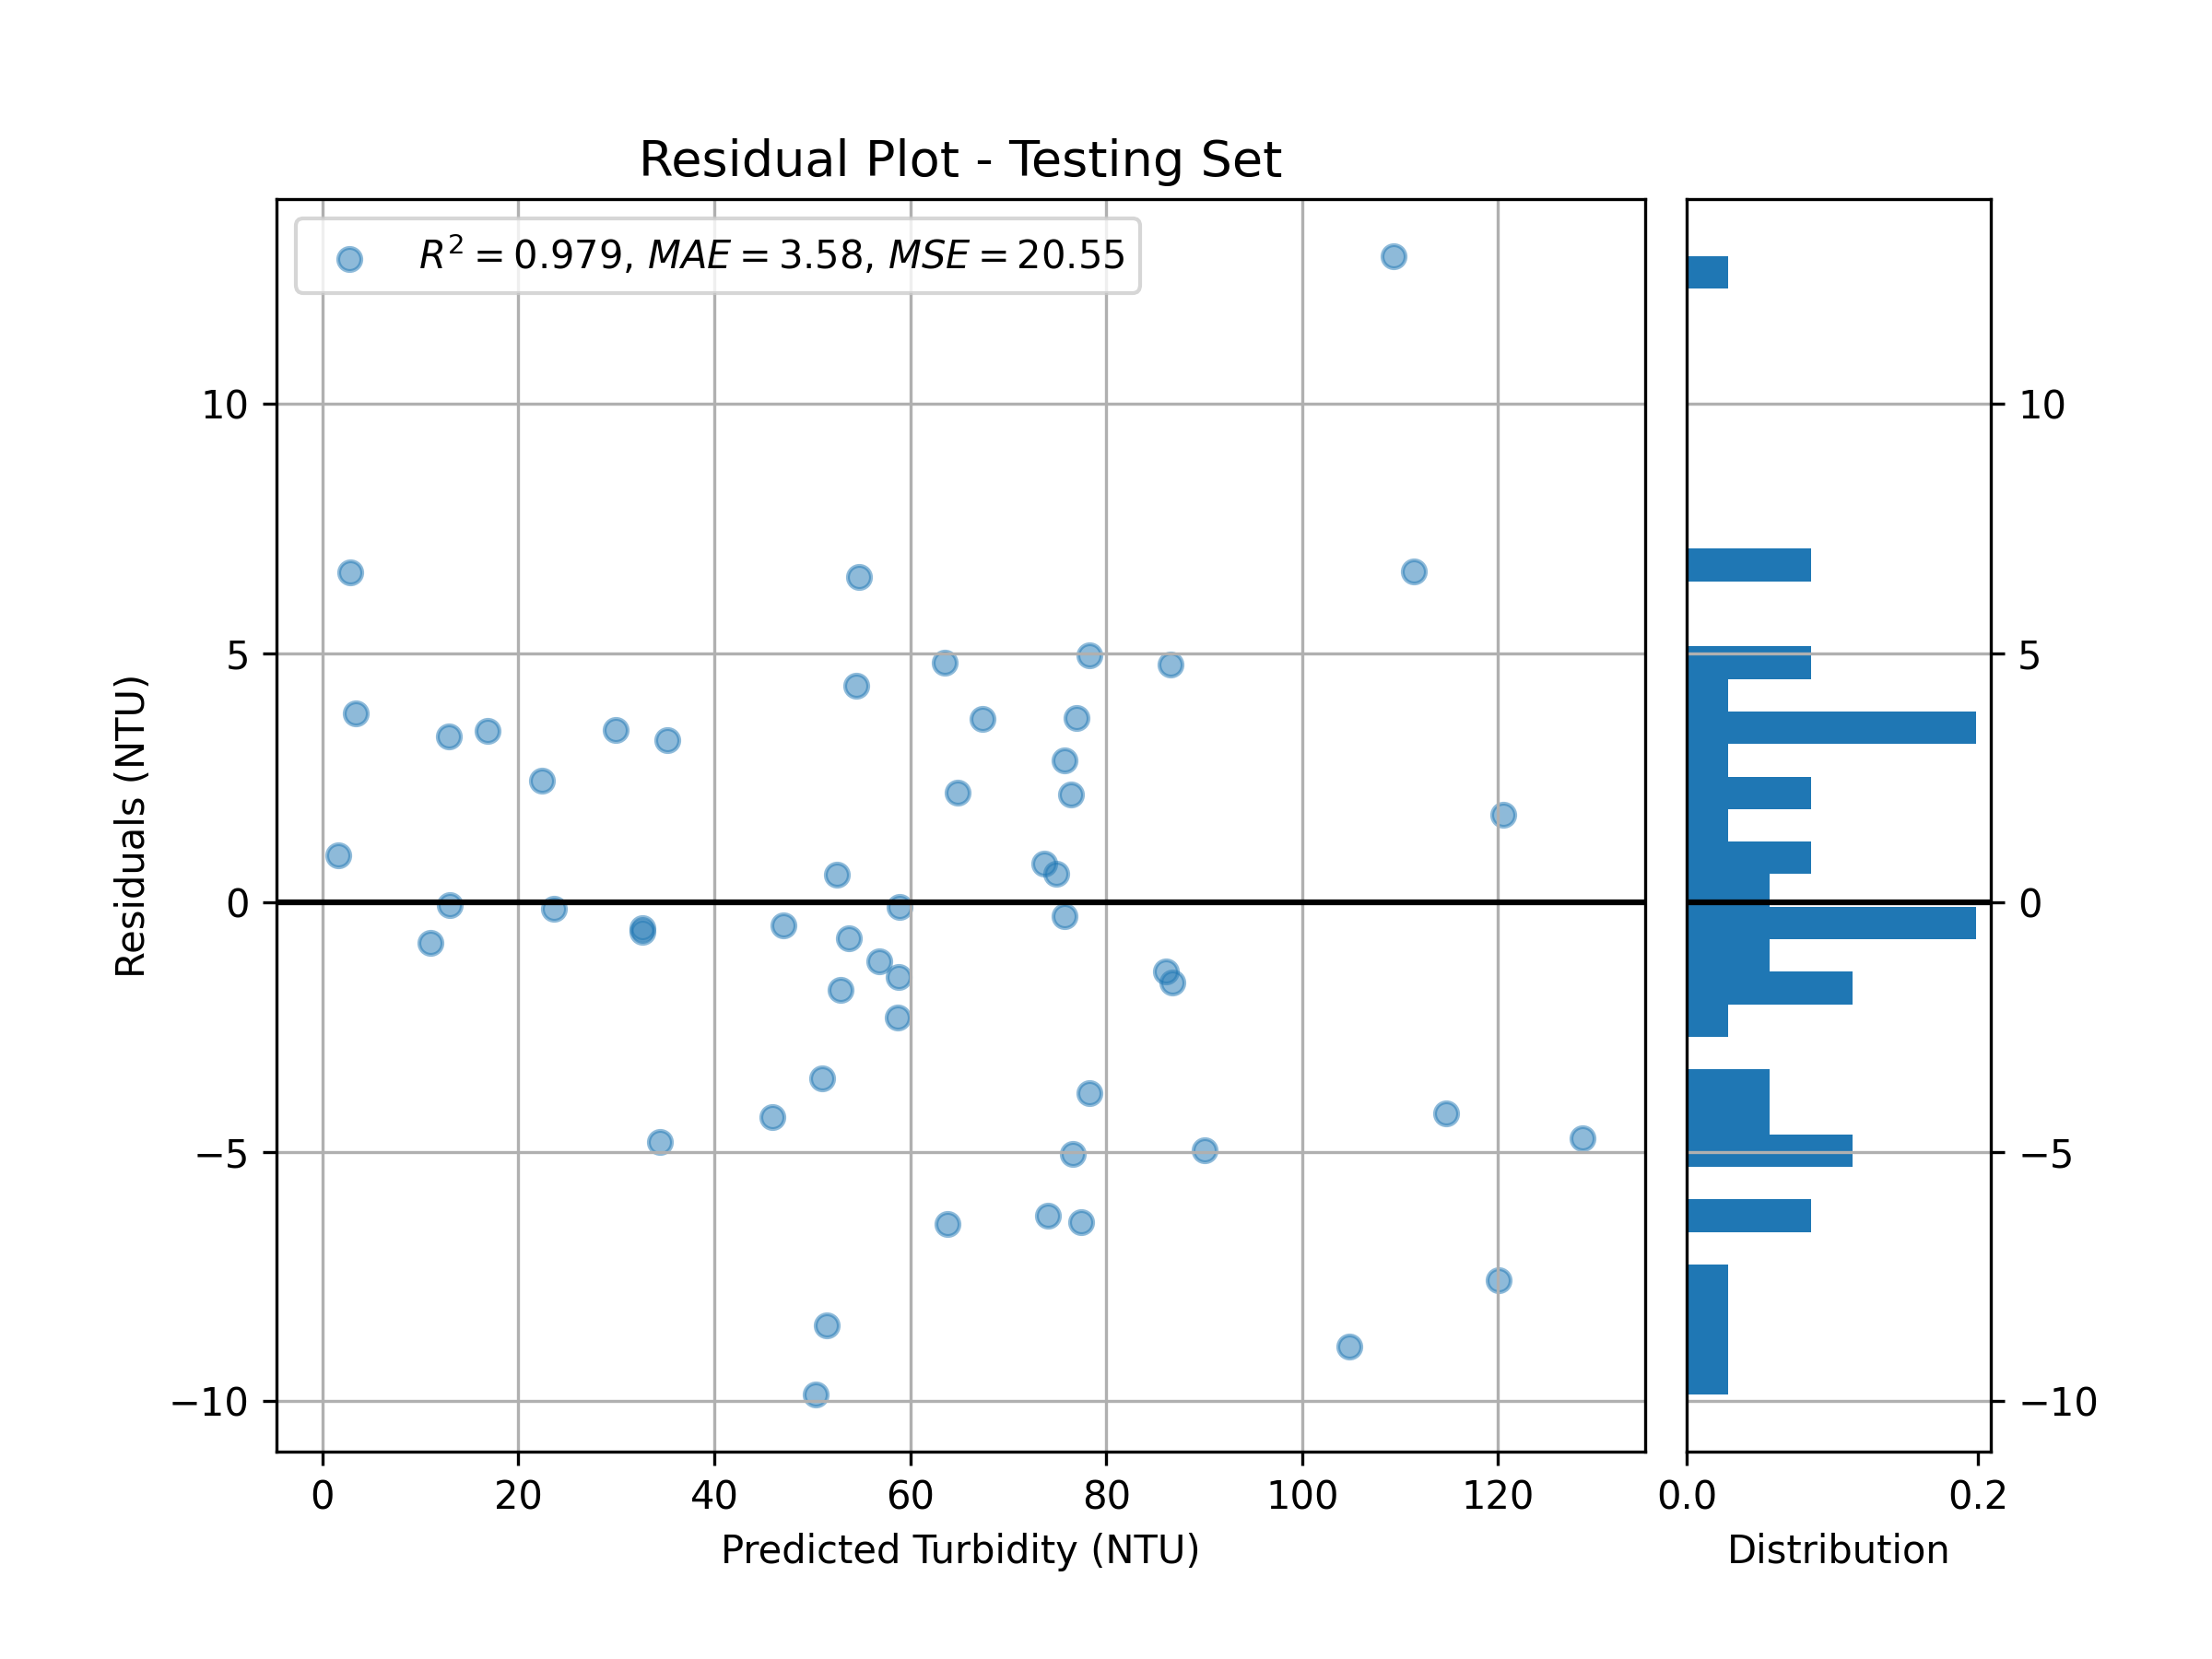 Residual Plot - Testing Set
R² = 0.979, MAE = 3.58, MSE = 20.55
10
5
0
−5
−10
Residuals (NTU)
0 20 40 60 80 100 120
Predicted Turbidity (NTU)
10
5
0
−5
−10
0.0 0.2
Distribution